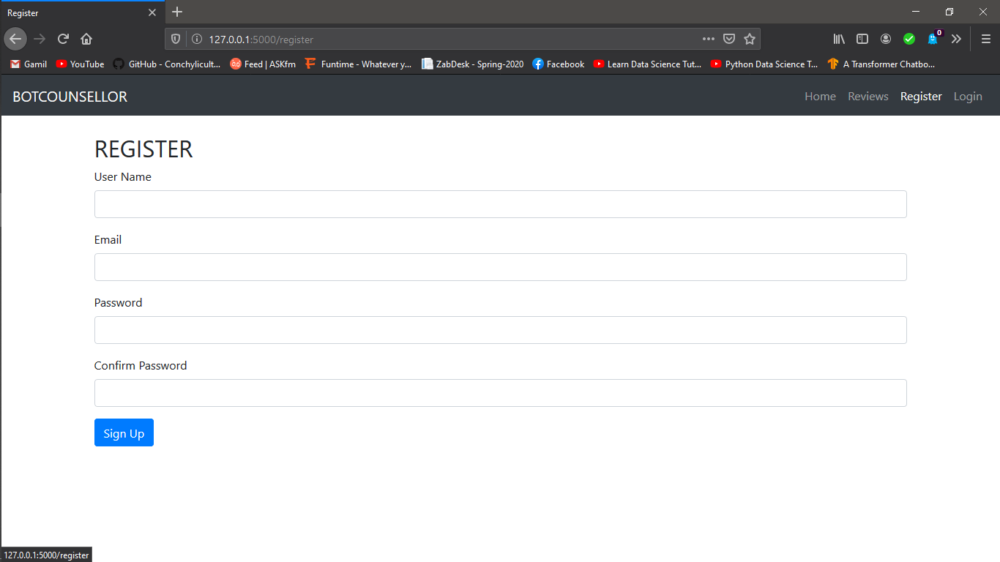 Register
127.0.0.1:5000/register
0
Gamil YouTube GitHub - Conchylicult... Feed | ASKfm Funtime - Whatever y... ZabDesk - Spring-2020 Facebook Learn Data Science Tut... Python Data Science T... A Transformer Chatbo...
BOTCOUNSELLOR Home Reviews Register Login
REGISTER
User Name
Email
Password
Confirm Password
Sign Up
127.0.0.1:5000/register